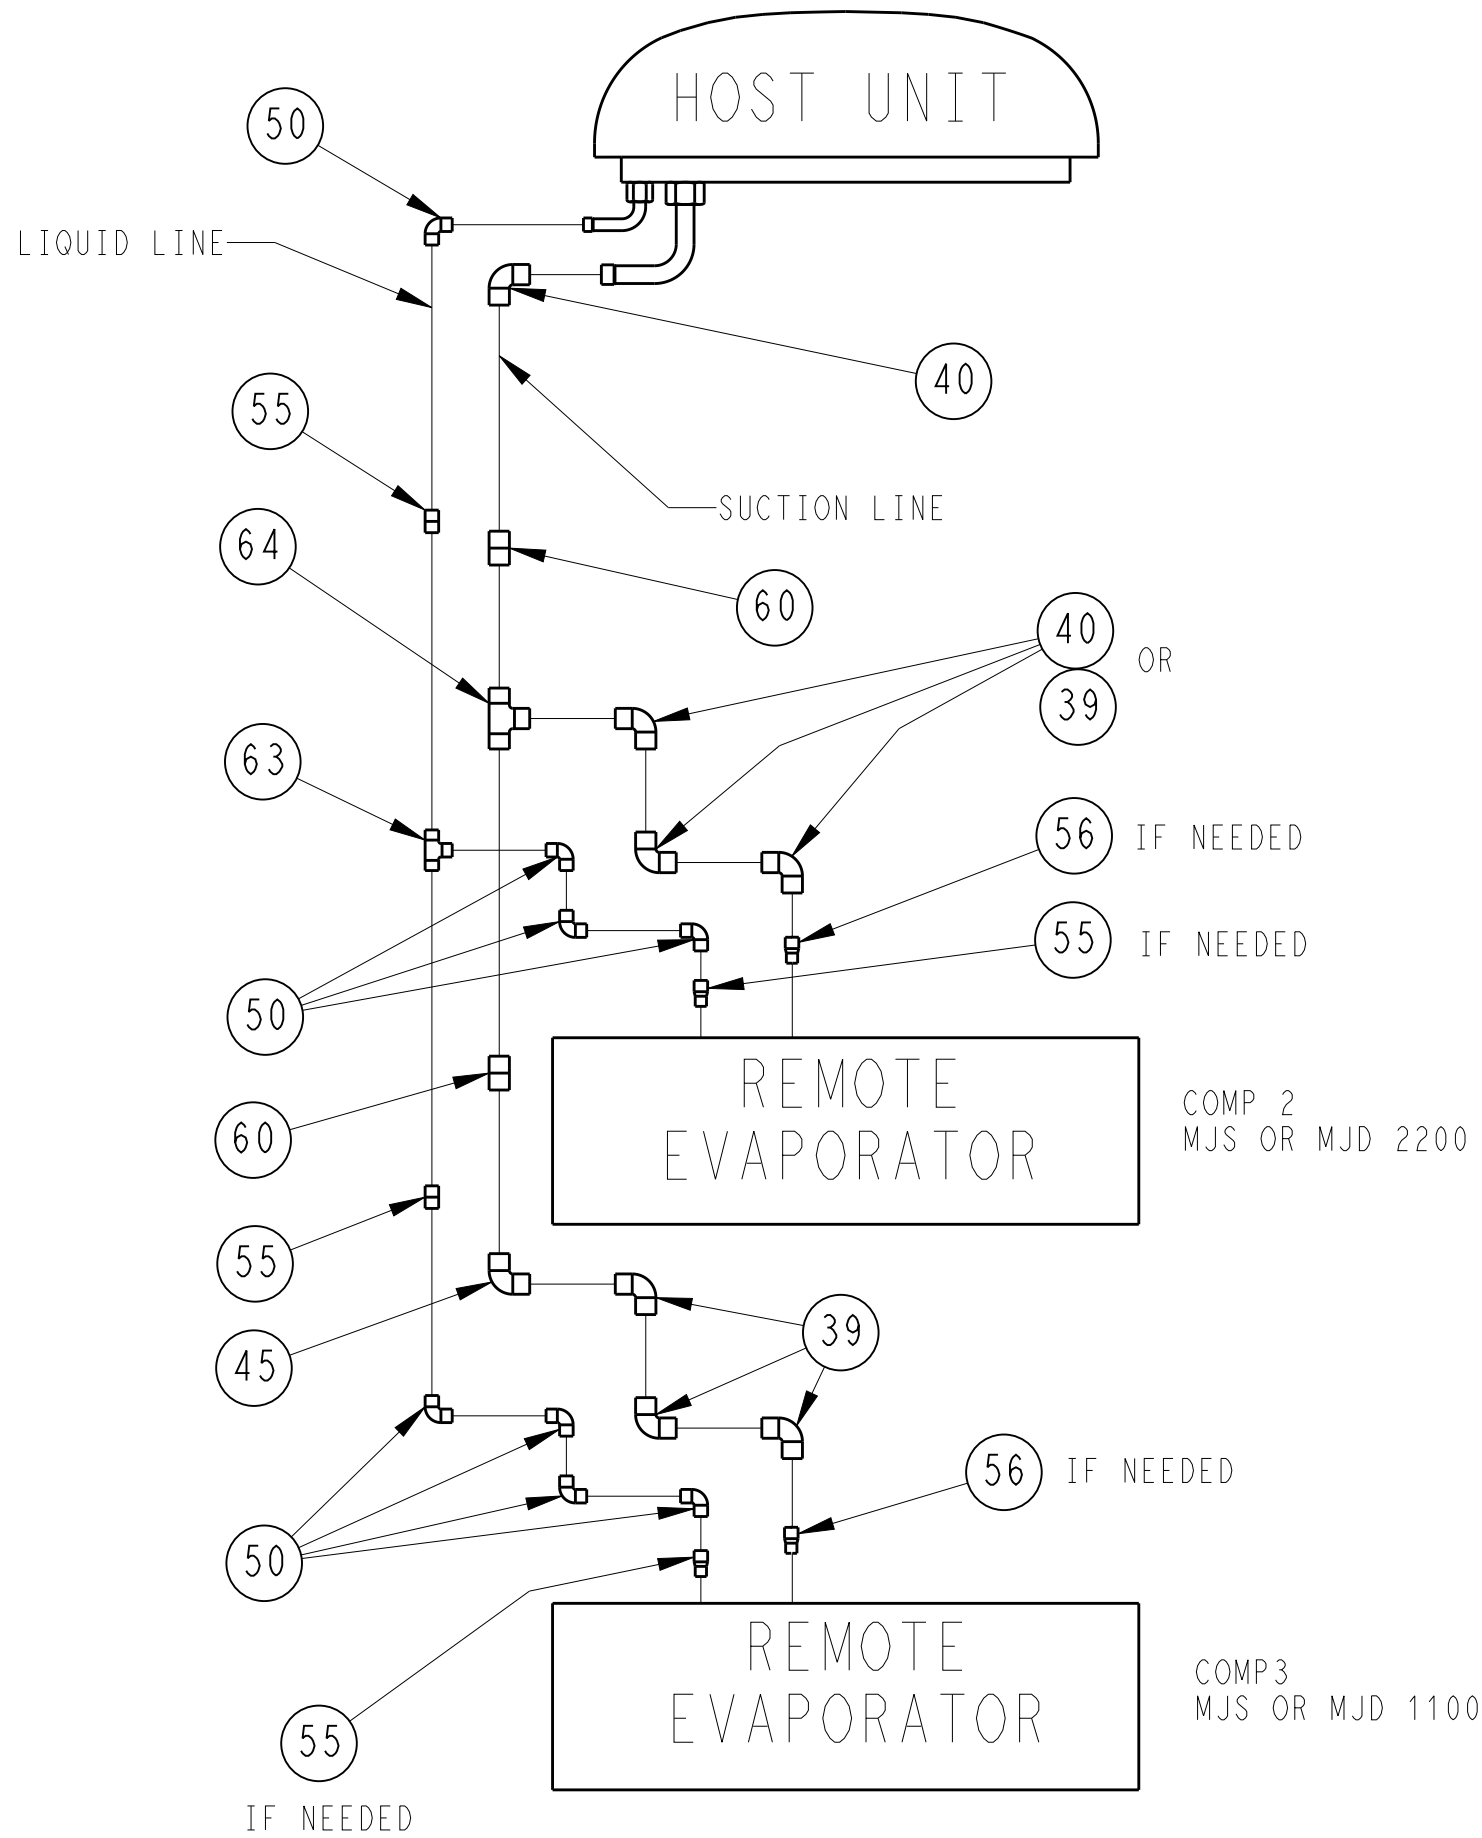 HOST UNIT
50
LIQUID LINE
40
55
SUCTION LINE
64
60
40
OR
39
63
56 IF NEEDED
55 IF NEEDED
50
REMOTE
EVAPORATOR
COMP 2
MJS OR MJD 2200
60
55
45
39
56 IF NEEDED
50
REMOTE
EVAPORATOR
COMP3
MJS OR MJD 1100
55
IF NEEDED